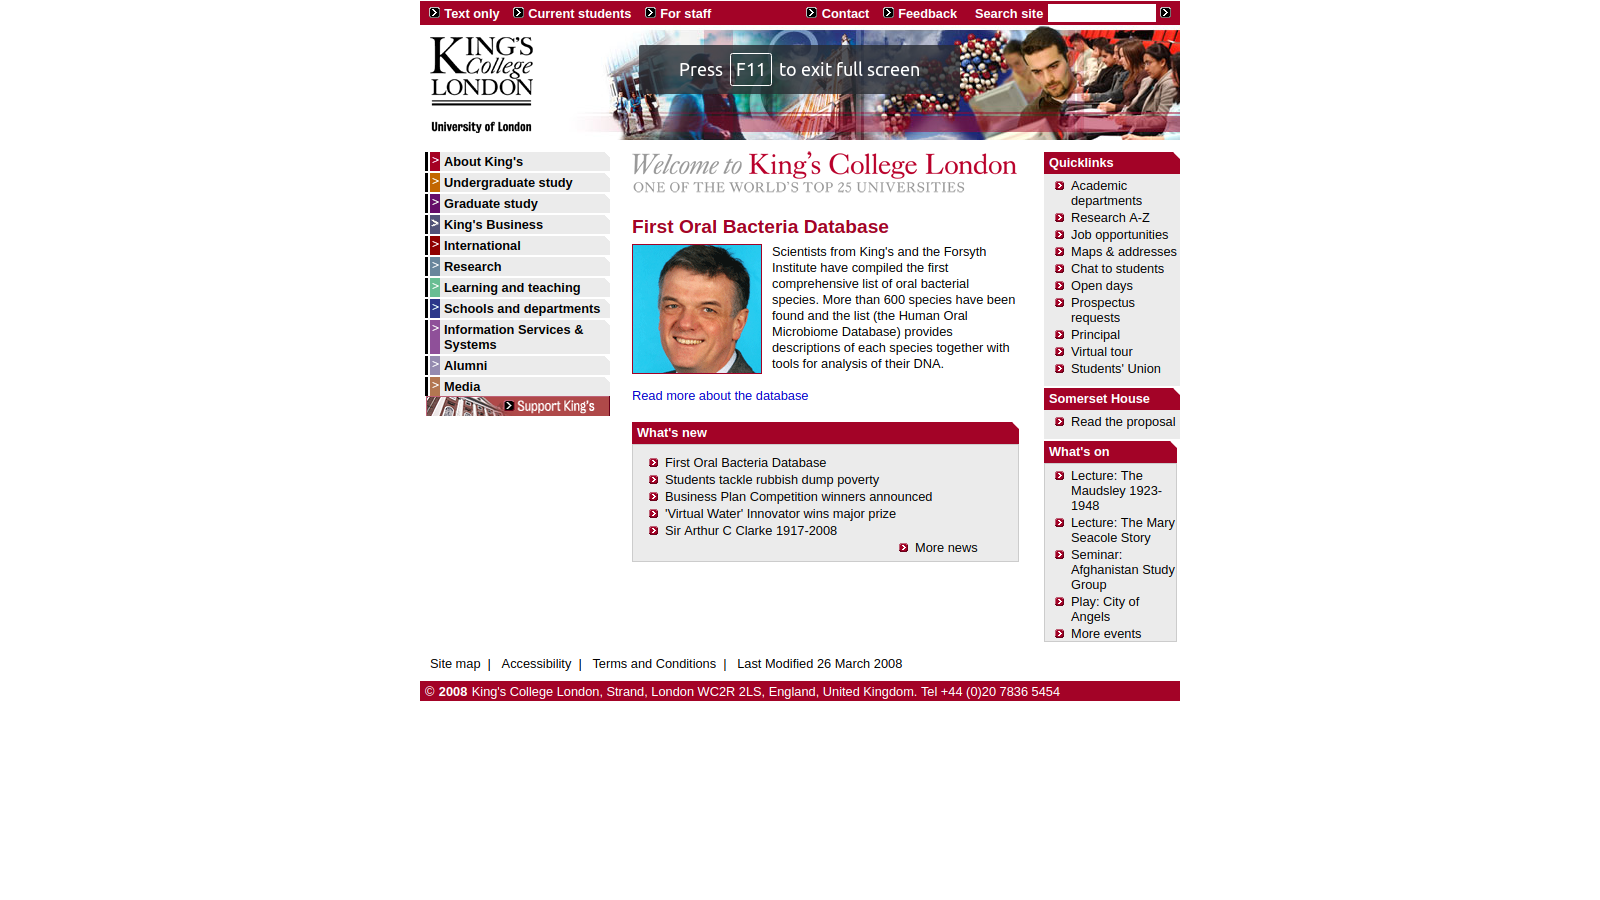 Text only Current students For staff Contact Feedback Search site
KING'S
College
LONDON
University of London
Press F11 to exit full screen
> About King's
> Undergraduate study
> Graduate study
> King's Business
> International
> Research
> Learning and teaching
> Schools and departments
> Information Services &
Systems
> Alumni
> Media
Support King's
Welcome to King's College London
ONE OF THE WORLD'S TOP 25 UNIVERSITIES
First Oral Bacteria Database
Scientists from King's and the Forsyth
Institute have compiled the first
comprehensive list of oral bacterial
species. More than 600 species have been
found and the list (the Human Oral
Microbiome Database) provides
descriptions of each species together with
tools for analysis of their DNA.
Read more about the database
What's new
First Oral Bacteria Database
Students tackle rubbish dump poverty
Business Plan Competition winners announced
'Virtual Water' Innovator wins major prize
Sir Arthur C Clarke 1917-2008
More news
Quicklinks
Academic
departments
Research A-Z
Job opportunities
Maps & addresses
Chat to students
Open days
Prospectus
requests
Principal
Virtual tour
Students' Union
Somerset House
Read the proposal
What's on
Lecture: The
Maudsley 1923-
1948
Lecture: The Mary
Seacole Story
Seminar:
Afghanistan Study
Group
Play: City of
Angels
More events
Site map | Accessibility | Terms and Conditions | Last Modified 26 March 2008
© 2008 King's College London, Strand, London WC2R 2LS, England, United Kingdom. Tel +44 (0)20 7836 5454